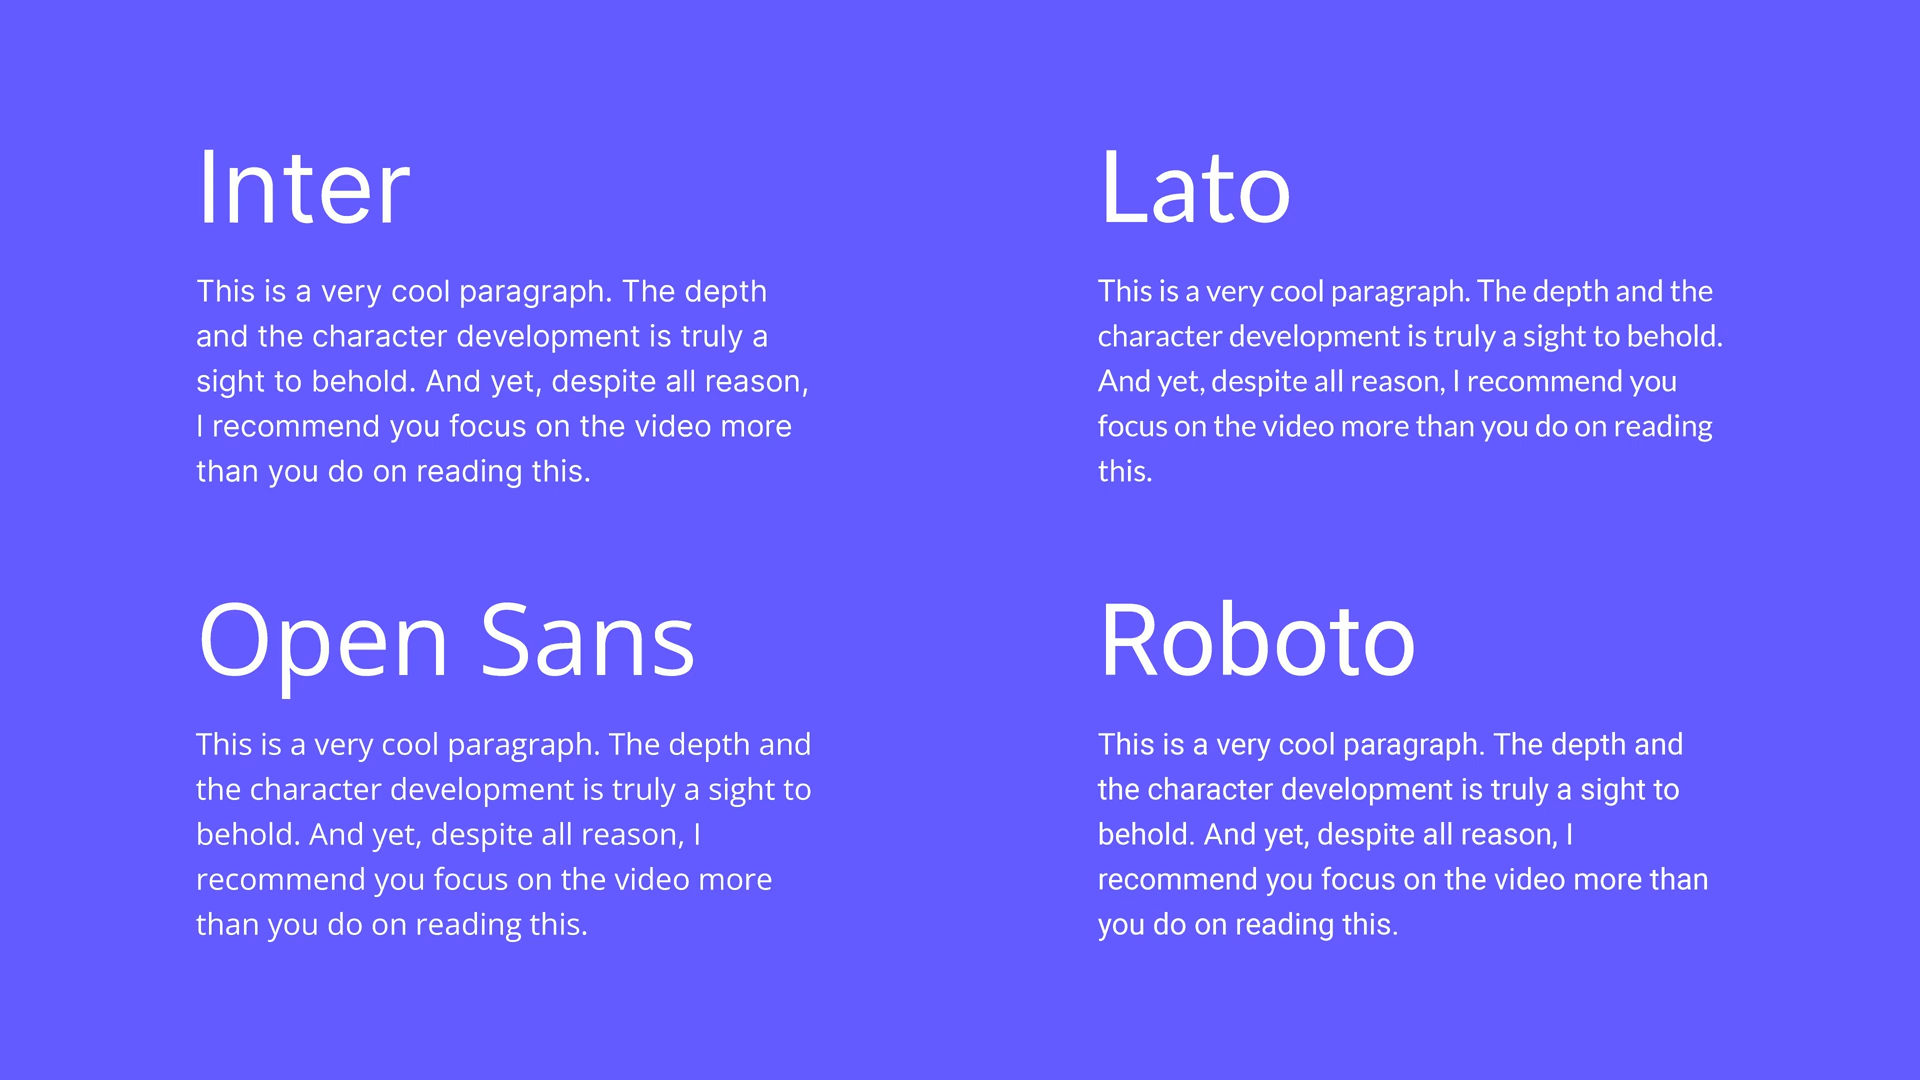 Inter
This is a very cool paragraph. The depth
and the character development is truly a
sight to behold. And yet, despite all reason,
I recommend you focus on the video more
than you do on reading this.
Lato
This is a very cool paragraph. The depth and the
character development is truly a sight to behold.
And yet, despite all reason, I recommend you
focus on the video more than you do on reading
this.
Open Sans
This is a very cool paragraph. The depth and
the character development is truly a sight to
behold. And yet, despite all reason, I
recommend you focus on the video more
than you do on reading this.
Roboto
This is a very cool paragraph. The depth and
the character development is truly a sight to
behold. And yet, despite all reason, I
recommend you focus on the video more than
you do on reading this.